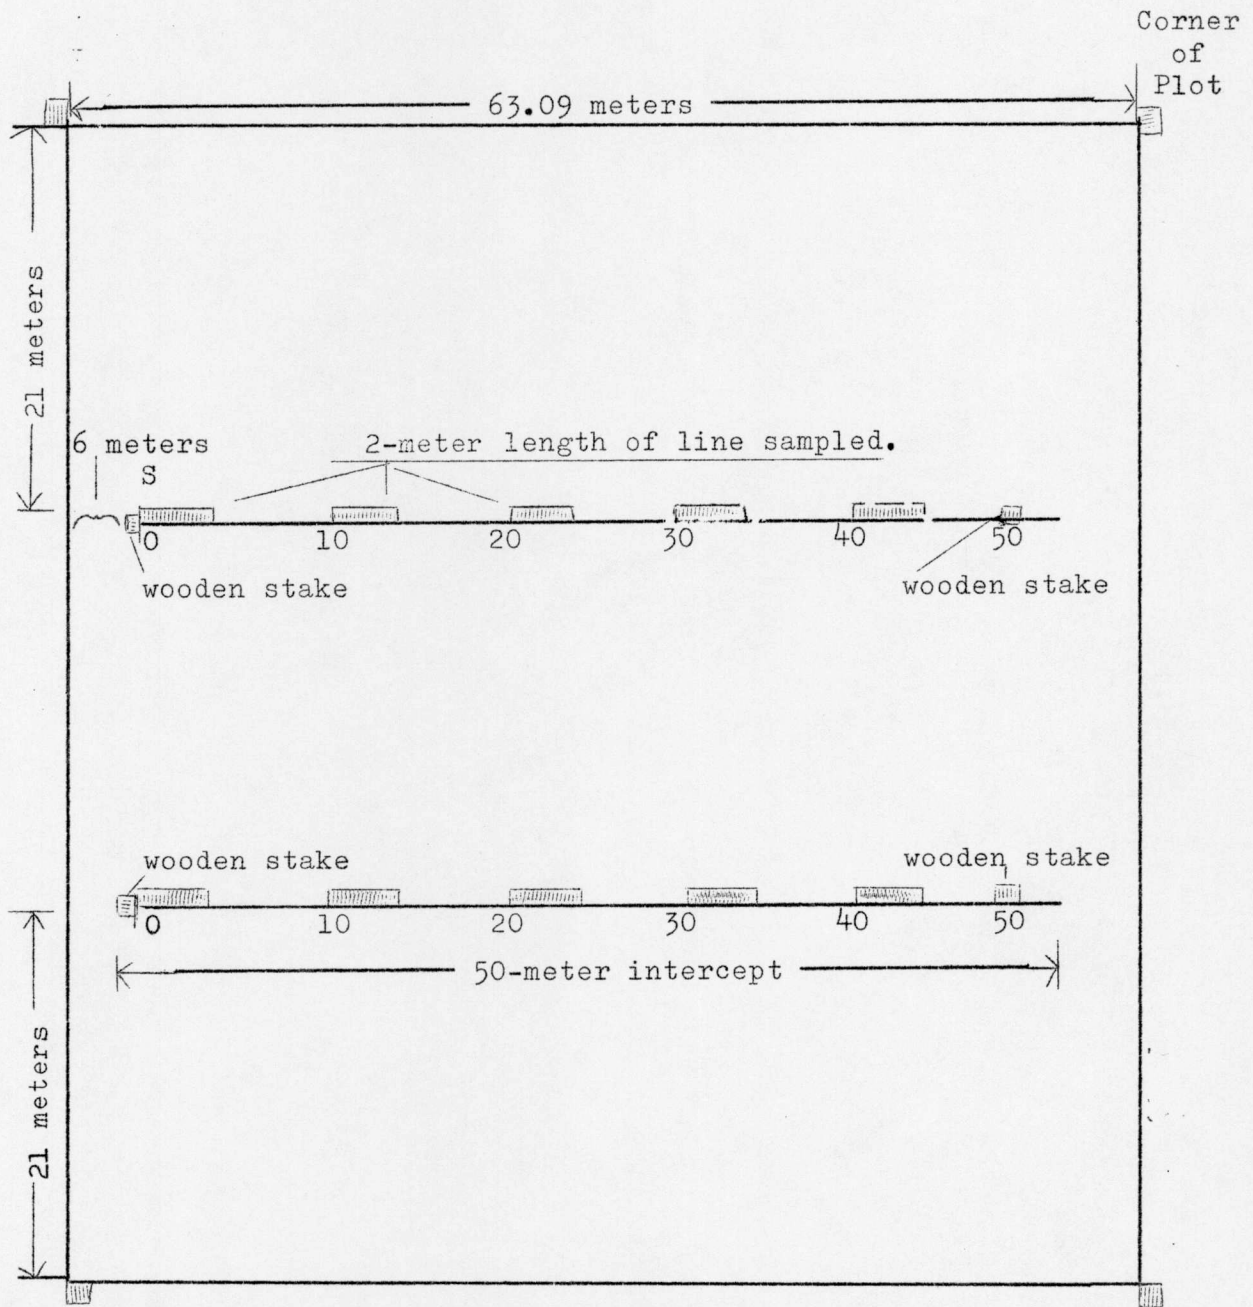 Corner
of
Plot
63.09 meters
21 meters
6 meters
S
2-meter length of line sampled.
0 10 20 30 40 50
wooden stake wooden stake
wooden stake wooden stake
0 10 20 30 40 50
50-meter intercept
21 meters